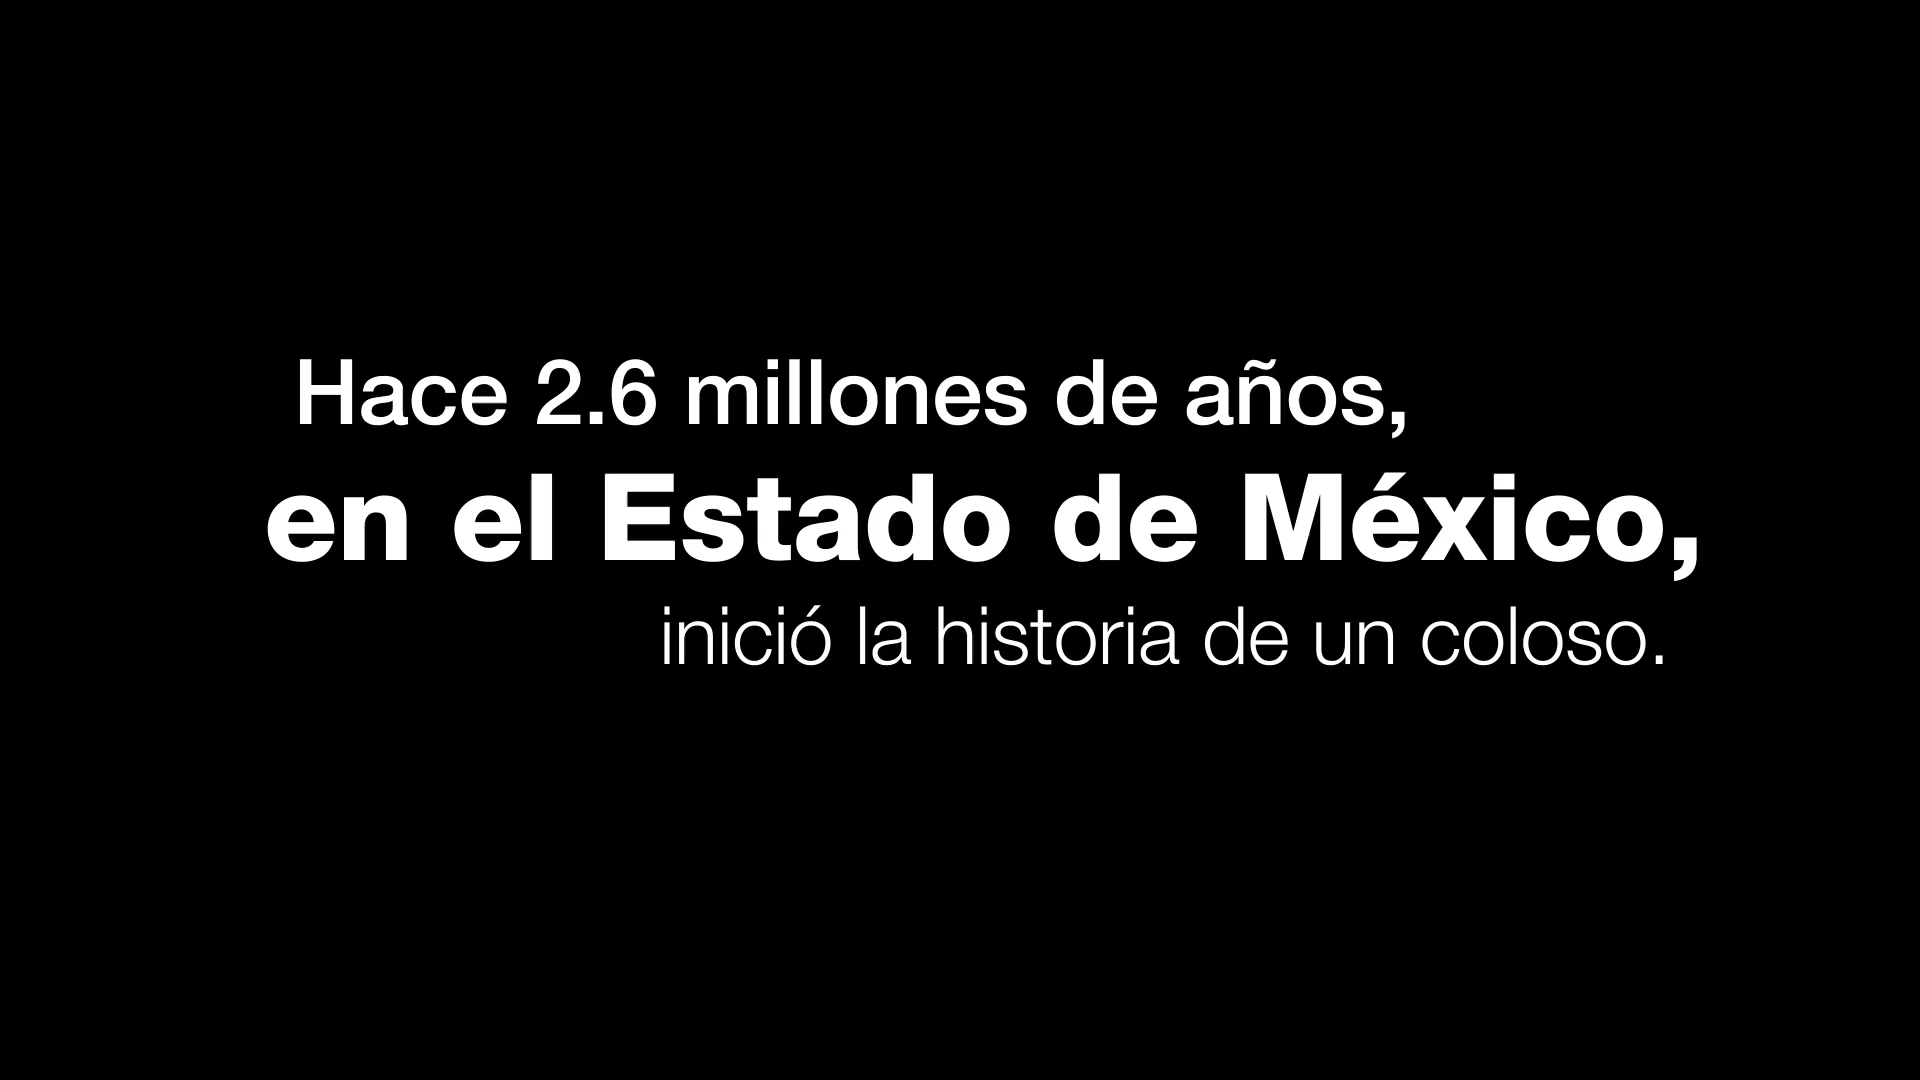 Hace 2.6 millones de años,
en el Estado de México,
inició la historia de un coloso.